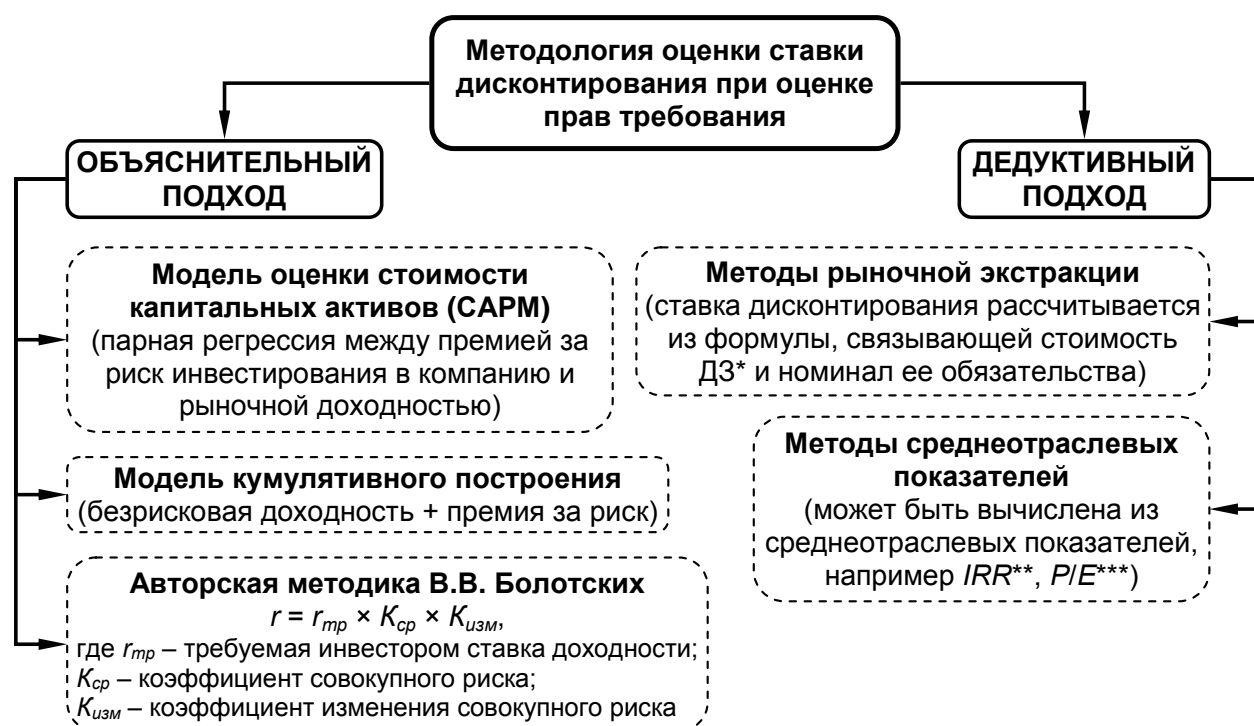 Методология оценки ставки
дисконтирования при оценке
прав требования
ОБЪЯСНИТЕЛЬНЫЙ
ПОДХОД
Модель оценки стоимости
капитальных активов (CAPM)
(парная регрессия между премией за
риск инвестирования в компанию и
рыночной доходностью)
Модель кумулятивного построения
(безрисковая доходность + премия за риск)
Авторская методика В.В. Болотских
r = rтр × Kср × Kизм,
где rтр – требуемая инвестором ставка доходности;
Kср – коэффициент совокупного риска;
Kизм – коэффициент изменения совокупного риска
ДЕДУКТИВНЫЙ
ПОДХОД
Методы рыночной экстракции
(ставка дисконтирования рассчитывается
из формулы, связывающей стоимость
ДЗ* и номинал ее обязательства)
Методы среднеотраслевых
показателей
(может быть вычислена из
среднеотраслевых показателей,
например IRR**, P/E***)